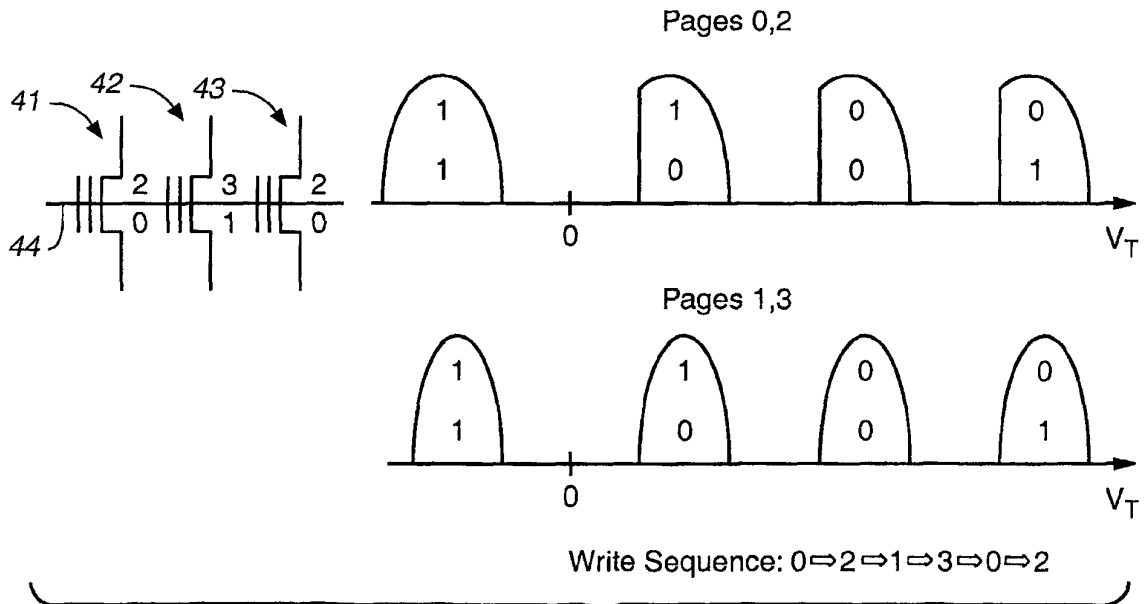 Pages 0,2
41
42
43
2 3 2
0 1 0
44
1 1 0 0
1 0 0 1
0
V_T
Pages 1,3
1 1 0 0
1 0 0 1
0
V_T
Write Sequence: 0⇨2⇨1⇨3⇨0⇨2